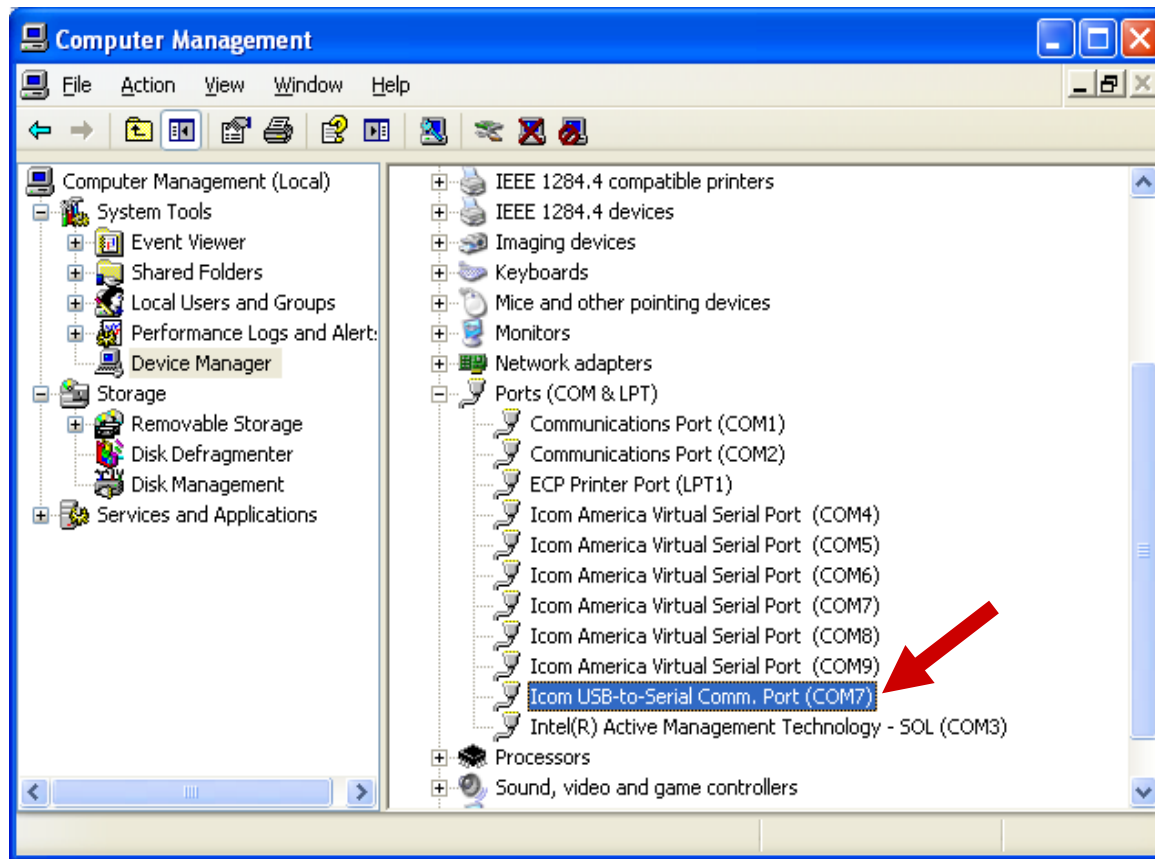 Computer Management
File Action View Window Help
Computer Management (Local)
System Tools
Event Viewer
Shared Folders
Local Users and Groups
Performance Logs and Alert
Device Manager
Storage
Removable Storage
Disk Defragmenter
Disk Management
Services and Applications
IEEE 1284.4 compatible printers
IEEE 1284.4 devices
Imaging devices
Keyboards
Mice and other pointing devices
Monitors
Network adapters
Ports (COM & LPT)
Communications Port (COM1)
Communications Port (COM2)
ECP Printer Port (LPT1)
Icom America Virtual Serial Port (COM4)
Icom America Virtual Serial Port (COM5)
Icom America Virtual Serial Port (COM6)
Icom America Virtual Serial Port (COM7)
Icom America Virtual Serial Port (COM8)
Icom America Virtual Serial Port (COM9)
Icom USB-to-Serial Comm. Port (COM7)
Intel(R) Active Management Technology - SOL (COM3)
Processors
Sound, video and game controllers